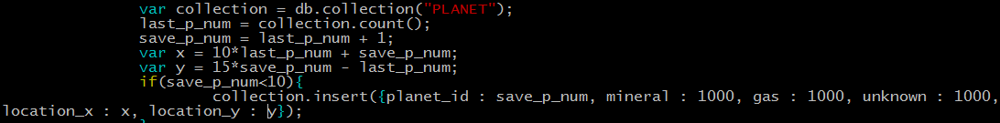 var collection = db.collection("PLANET");
last_p_num = collection.count();
save_p_num = last_p_num + 1;
var x = 10*last_p_num + save_p_num;
var y = 15*save_p_num - last_p_num;
if(save_p_num<10){
collection.insert({planet_id : save_p_num, mineral : 1000, gas : 1000, unknown : 1000,
location_x : x, location_y : y});